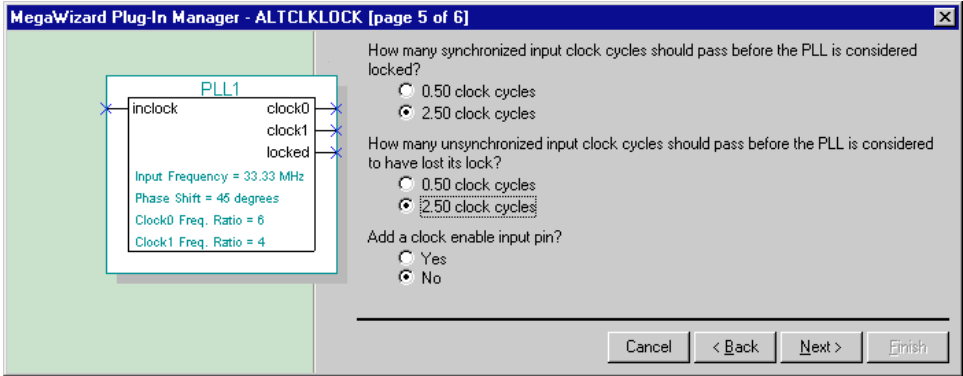 MegaWizard Plug-In Manager - ALTCLKLOCK [page 5 of 6]
PLL1
inclock
clock0
clock1
locked
Input Frequency = 33.33 MHz
Phase Shift = 45 degrees
Clock0 Freq. Ratio = 6
Clock1 Freq. Ratio = 4
How many synchronized input clock cycles should pass before the PLL is considered
locked?
0.50 clock cycles
2.50 clock cycles
How many unsynchronized input clock cycles should pass before the PLL is considered
to have lost its lock?
0.50 clock cycles
2.50 clock cycles
Add a clock enable input pin?
Yes
No
Cancel
< Back
Next >
Finish